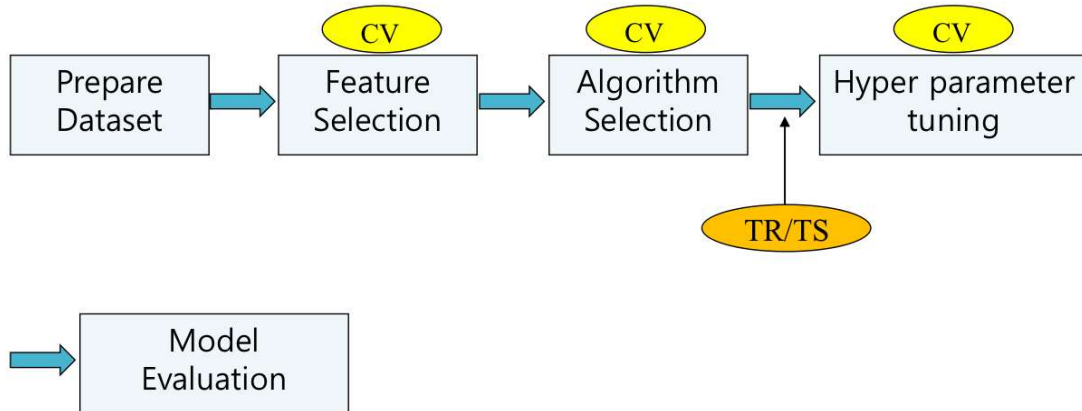 CV
CV
CV
Prepare
Dataset
Feature
Selection
Algorithm
Selection
Hyper parameter
tuning
TR/TS
Model
Evaluation